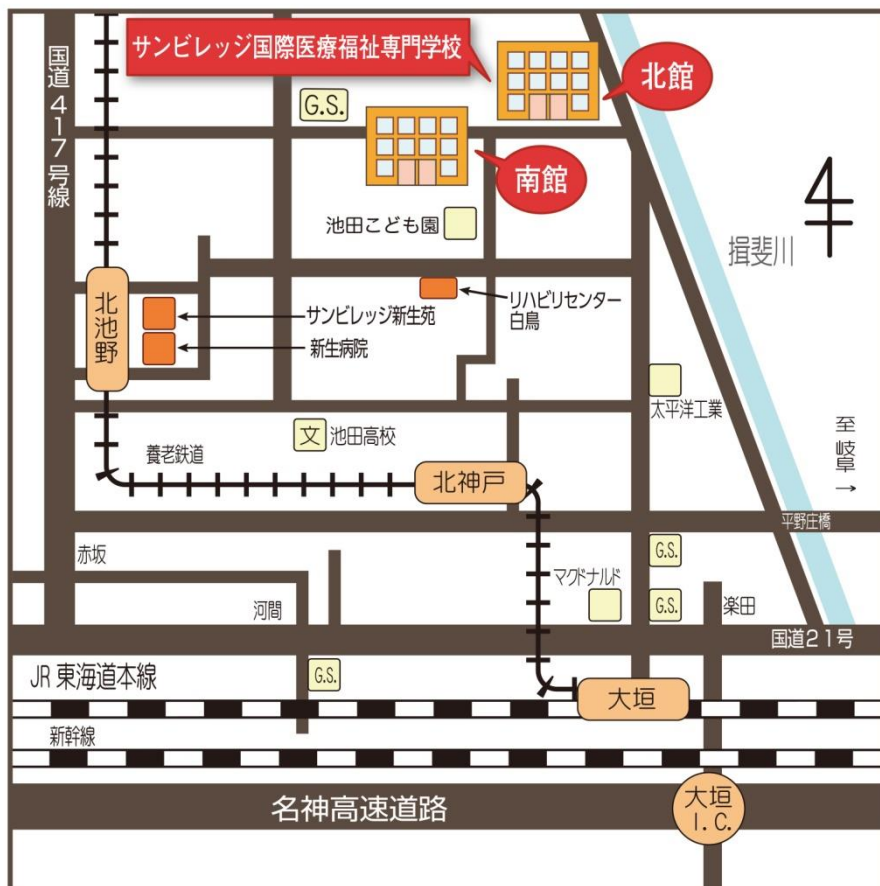 サンビレッジ国際医療福祉専門学校
北館
国道417号線
G.S.
南館
池田こども園
揖斐川
北池野
サンビレッジ新生苑
新生病院
リハビリセンター
白鳥
太平洋工業
至岐阜→
文
池田高校
養老鉄道
北神戸
平野庄橋
赤坂
G.S.
マクドナルド
G.S.
楽田
河間
国道21号
JR 東海道本線
G.S.
大垣
新幹線
名神高速道路
大垣
I.C.